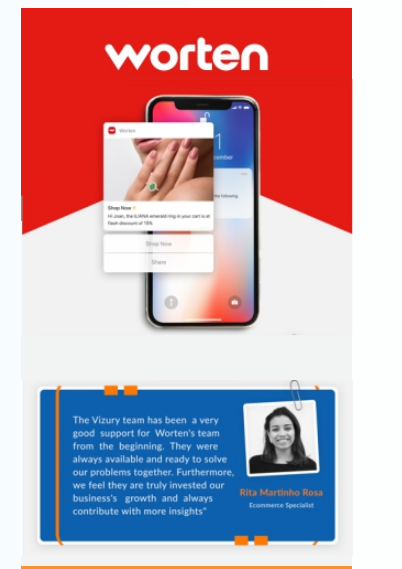 worten
Worten
Shop Now
Hi Joan, the ILIANA emerald ring in your cart is at
flash discount of 15%
Shop Now
Share
1
cember
the following
The Vizury team has been a very
good support for Worten's team
from the beginning. They were
always available and ready to solve
our problems together. Furthermore,
we feel they are truly invested our
business's growth and always
contribute with more insights"
Rita Martinho Rosa
Ecommerce Specialist